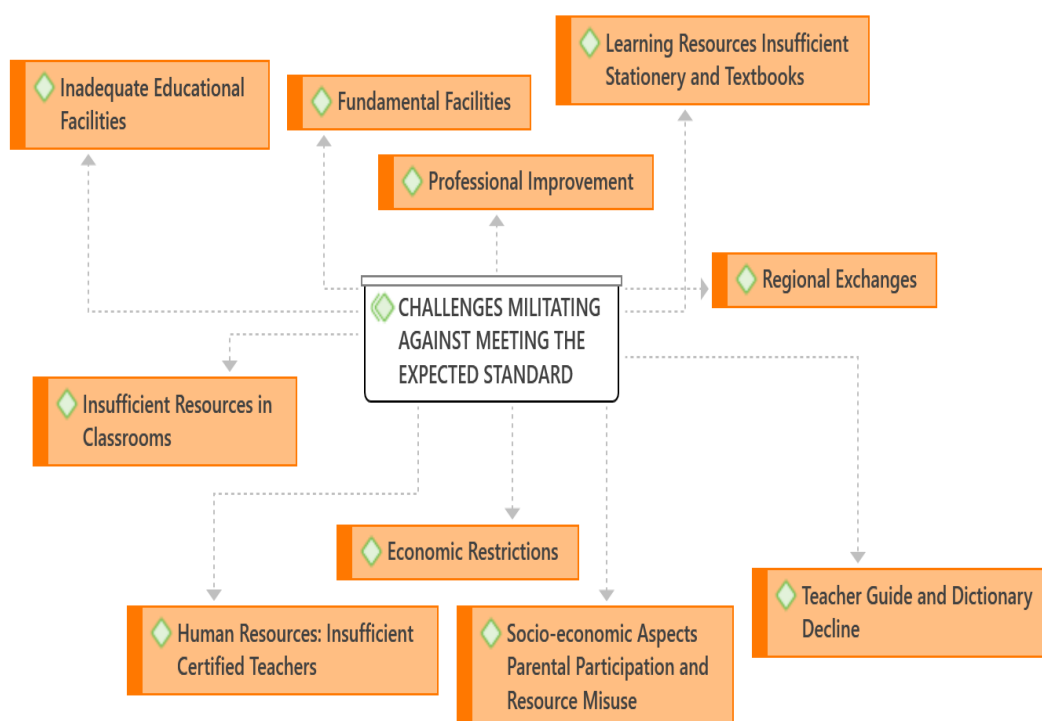 Learning Resources Insufficient
Stationery and Textbooks
Inadequate Educational
Facilities
Fundamental Facilities
Professional Improvement
Regional Exchanges
CHALLENGES MILITATING
AGAINST MEETING THE
EXPECTED STANDARD
Insufficient Resources in
Classrooms
Economic Restrictions
Teacher Guide and Dictionary
Decline
Human Resources: Insufficient
Certified Teachers
Socio-economic Aspects
Parental Participation and
Resource Misuse